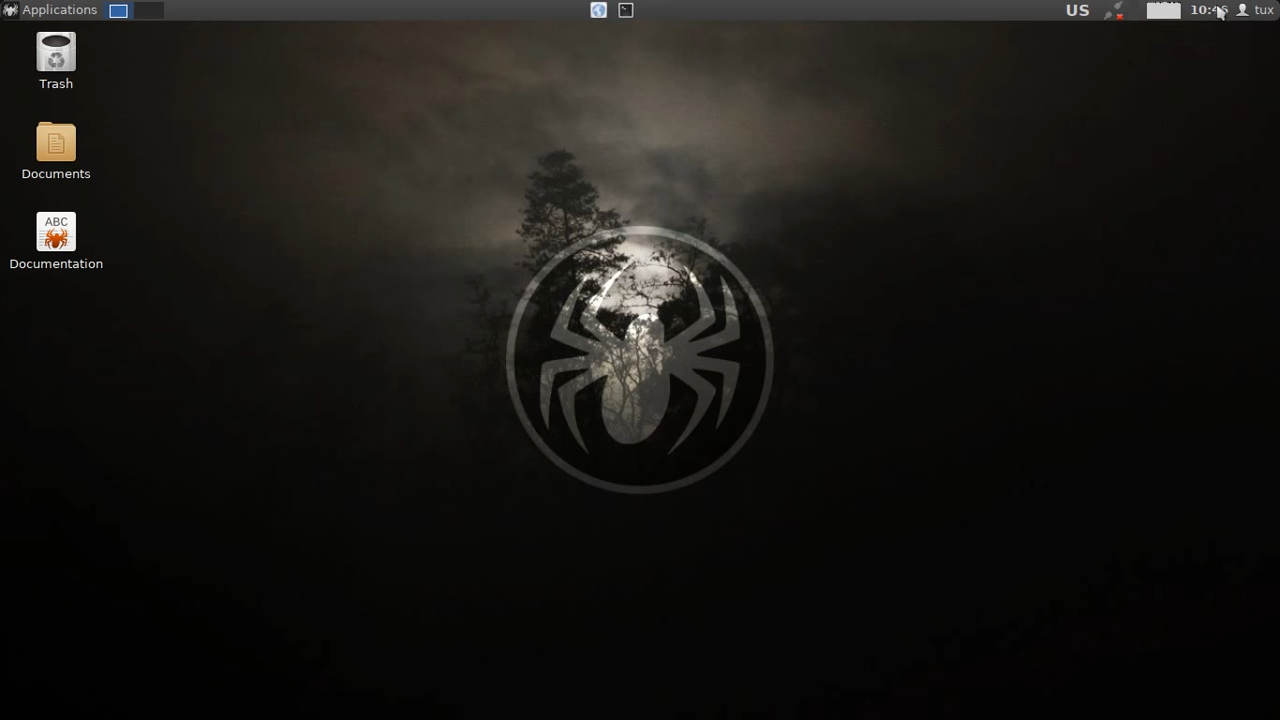 Applications
US
tux
Trash
Documents
ABC
Documentation